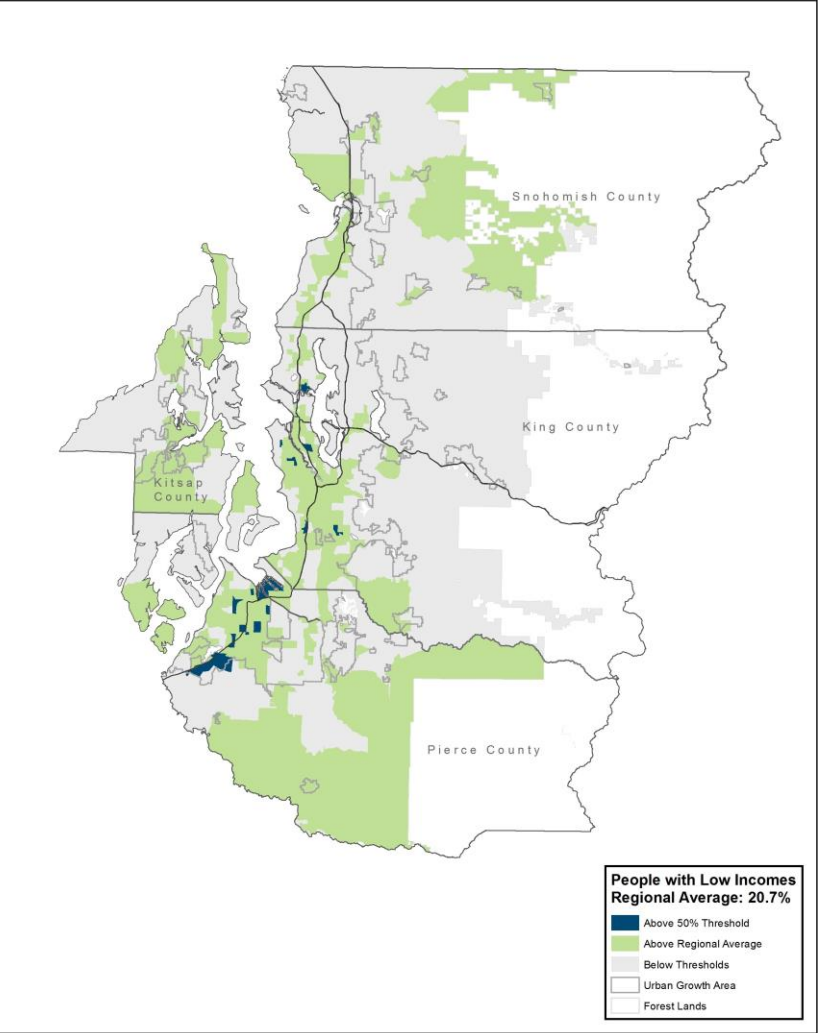 Snohomish County
King County
Kitsap
County
Pierce County
People with Low Incomes
Regional Average: 20.7%
Above 50% Threshold
Above Regional Average
Below Thresholds
Urban Growth Area
Forest Lands